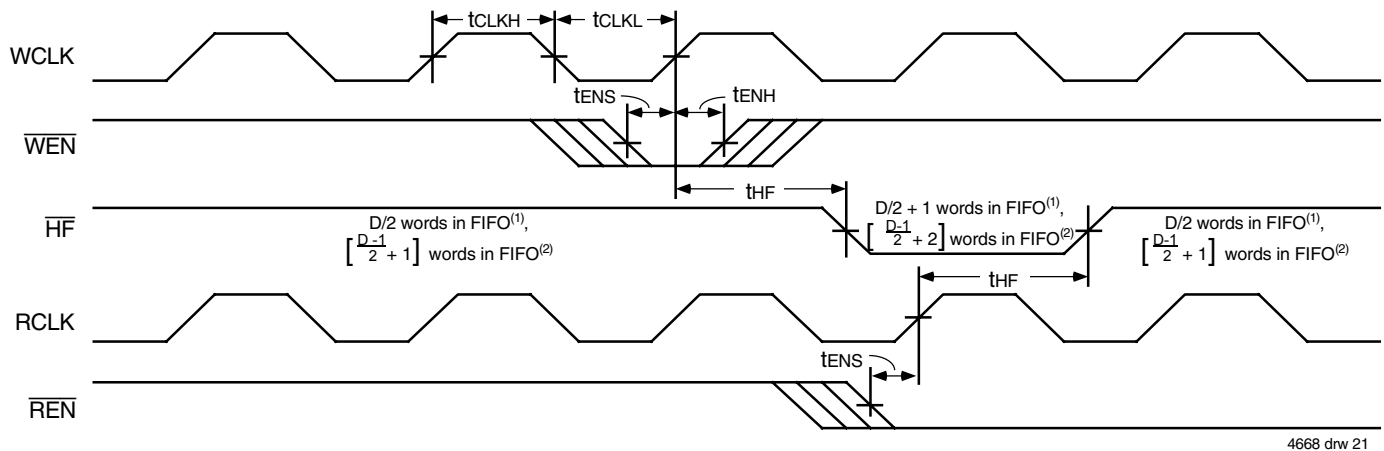 tCLKH tCLKL
WCLK
tENS tENH
WEN
tHF
HF
D/2 words in FIFO(1),
[D-1/2 + 1] words in FIFO(2)
D/2 + 1 words in FIFO(1),
[D-1/2 + 2] words in FIFO(2)
D/2 words in FIFO(1),
[D-1/2 + 1] words in FIFO(2)
tHF
RCLK
tENS
REN
4668 drw 21